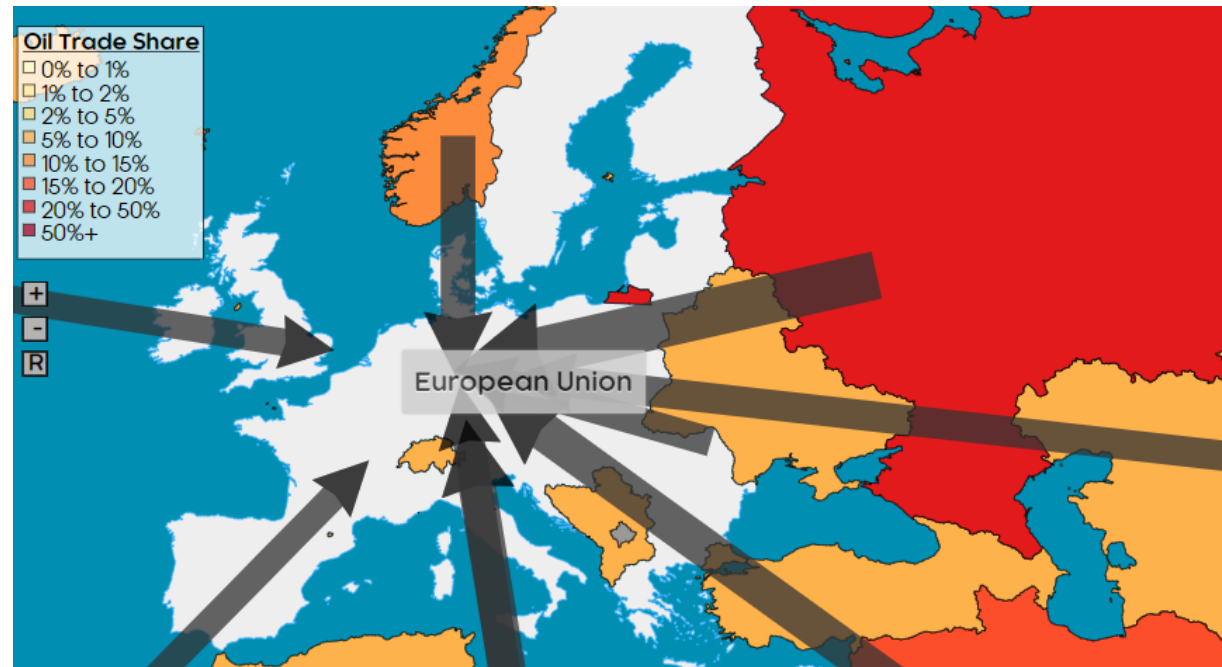 Oil Trade Share
0% to 1%
1% to 2%
2% to 5%
5% to 10%
10% to 15%
15% to 20%
20% to 50%
50%+
+
-
R
European Union